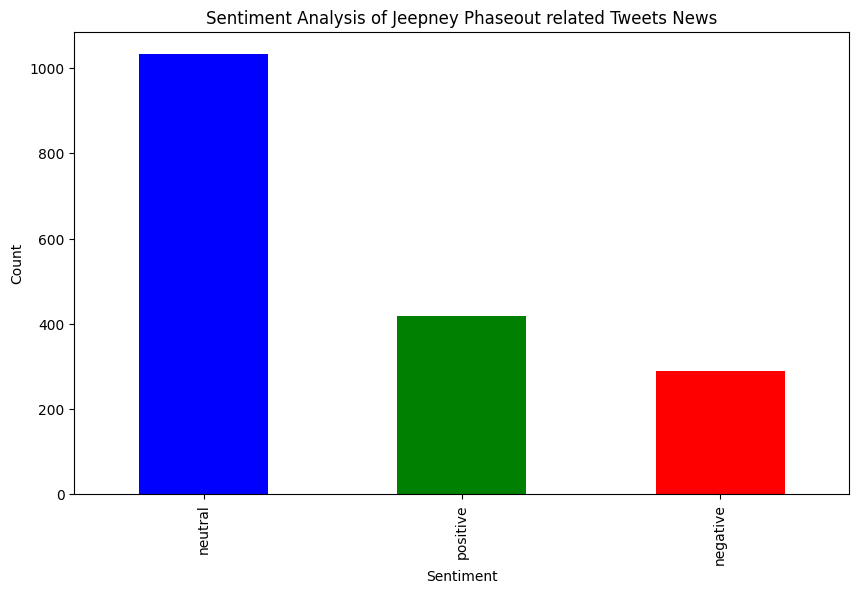 Sentiment Analysis of Jeepney Phaseout related Tweets News
Count
1000
800
600
400
200
0
neutral
positive
negative
Sentiment